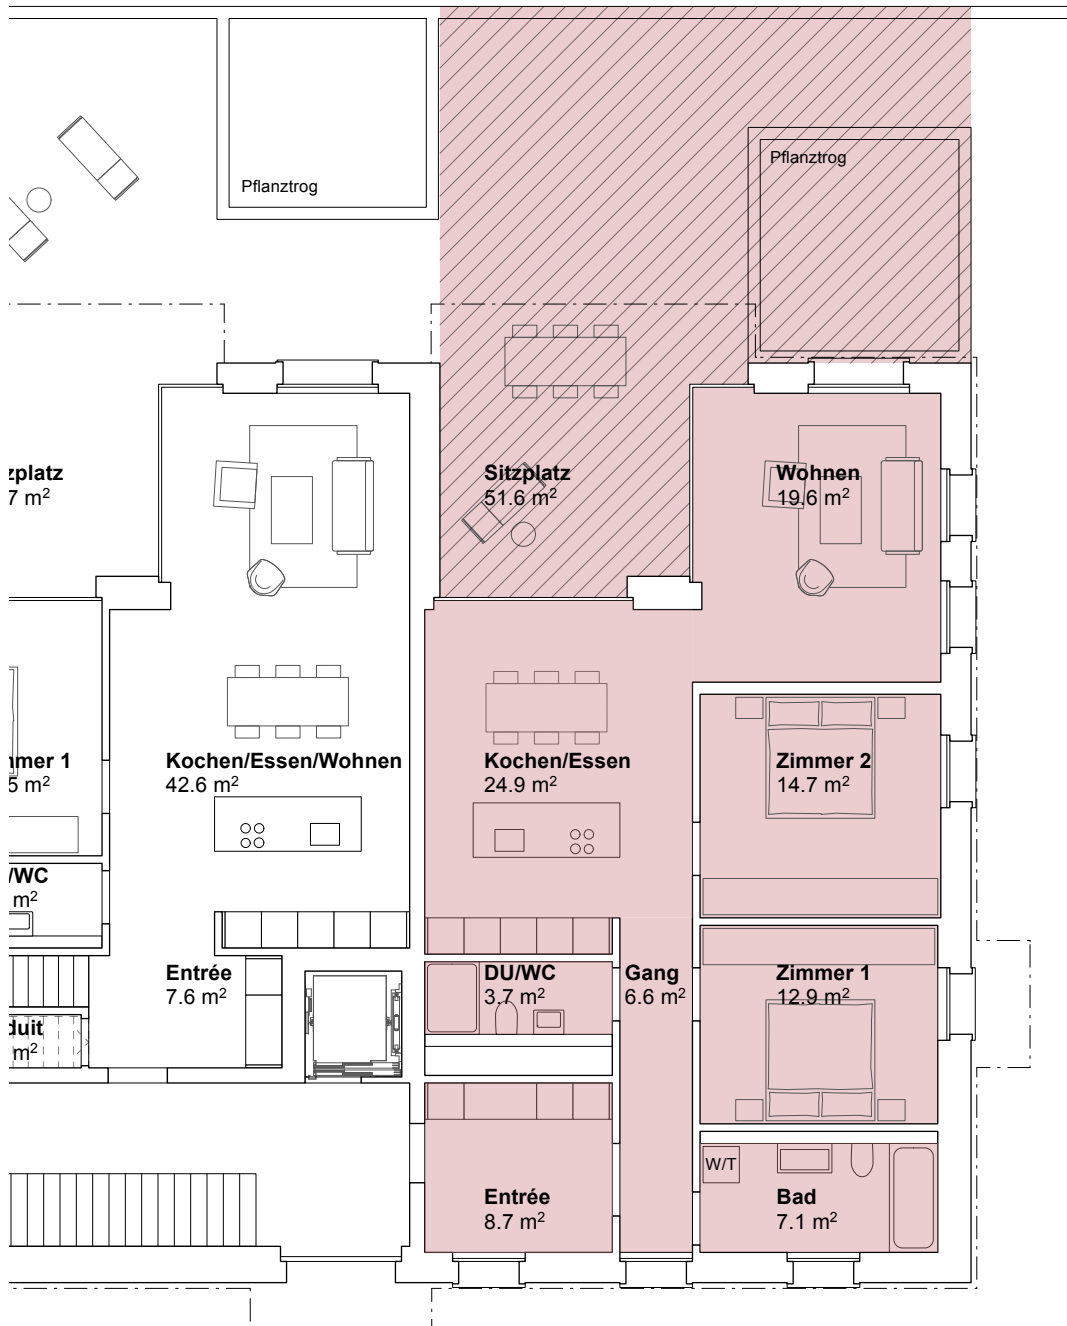 Pflanztrog
Pflanztrog
zplatz
7 m²
Sitzplatz
51.6 m²
Wohnen
19.6 m²
mer 1
5 m²
Kochen/Essen/Wohnen
42.6 m²
Kochen/Essen
24.9 m²
Zimmer 2
14.7 m²
/WC
m²
Entrée
7.6 m²
DU/WC
3.7 m²
Gang
6.6 m²
Zimmer 1
12.9 m²
duit
m²
W/T
Entrée
8.7 m²
Bad
7.1 m²